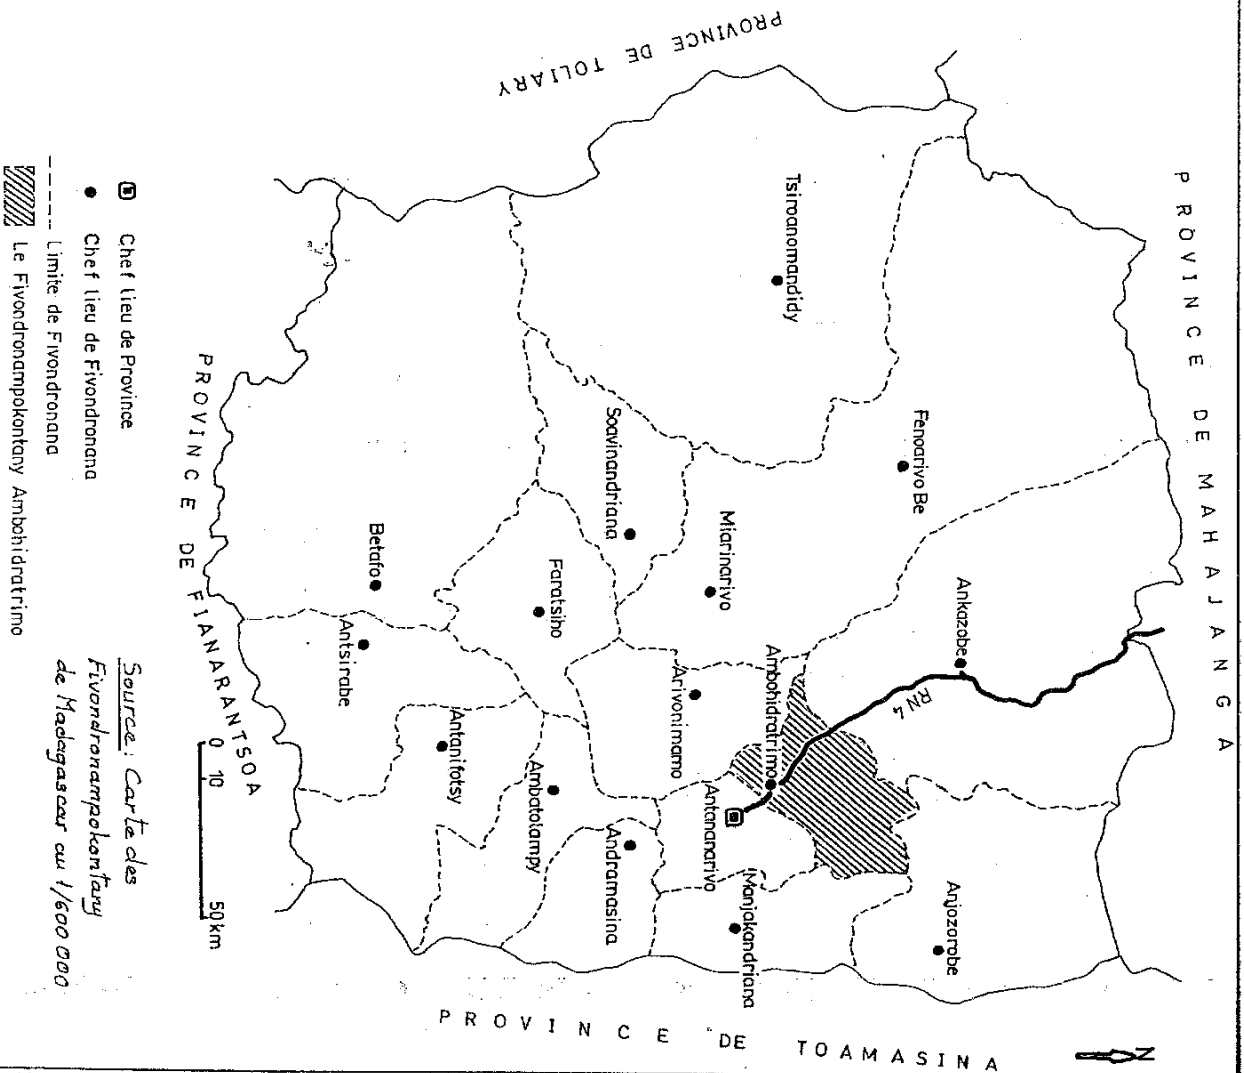 PROVINCE DE MAHAJANGA
PROVINCE DE TOLIARY
PROVINCE DE TOAMASINA
PROVINCE DE FIANARANTSOA
N
Tsiroanomandidy
Fenoarivo Be
Ankazobe
RN 4
Anjozorobe
Ambohidratrimo
Miarinarivo
Soavinandriana
Arivonimamo
Antananarivo
Manjakandriana
Faratsiho
Ambatolampy
Andramasina
Betafo
Antsirabe
Antanifotsy
Chef lieu de Province
Chef lieu de Fivondronana
Limite de Fivondronana
Le Fivondronampokontany Ambohidratrimo
0 10 50 km
Source: Carte des
Fivondronampokontany
de Madagascar au 1/600 000